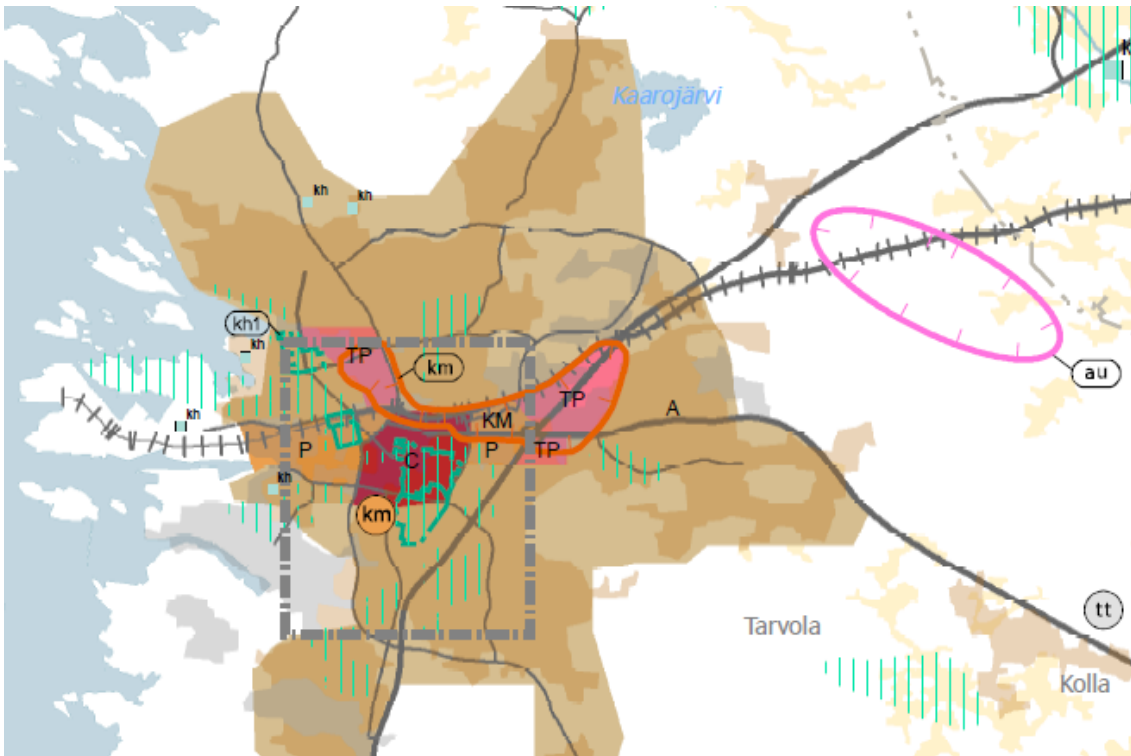 K
l
Kaarojärvi
kh
kh
kh1
kh
TP
km
au
TP
A
kh
KM
P
P
TP
C
kh
km
tt
Tarvola
Kolla